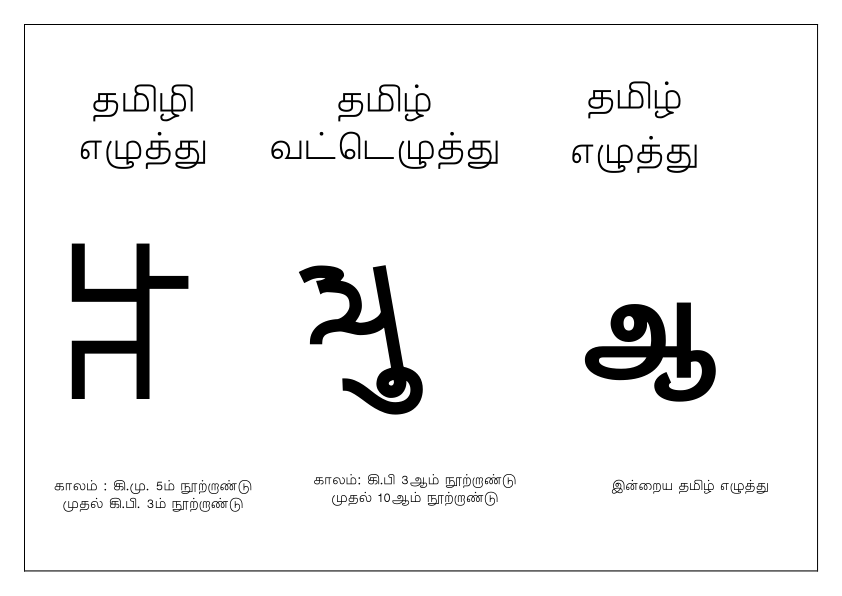 தமிழி
எழுத்து
தமிழ்
வட்டெழுத்து
தமிழ்
எழுத்து
ஆ
காலம் : கி.மு. 5ம் நூற்றாண்டு
முதல் கி.பி. 3ம் நூற்றாண்டு
காலம்: கி.பி 3ஆம் நூற்றாண்டு
முதல் 10ஆம் நூற்றாண்டு
இன்றைய தமிழ் எழுத்து